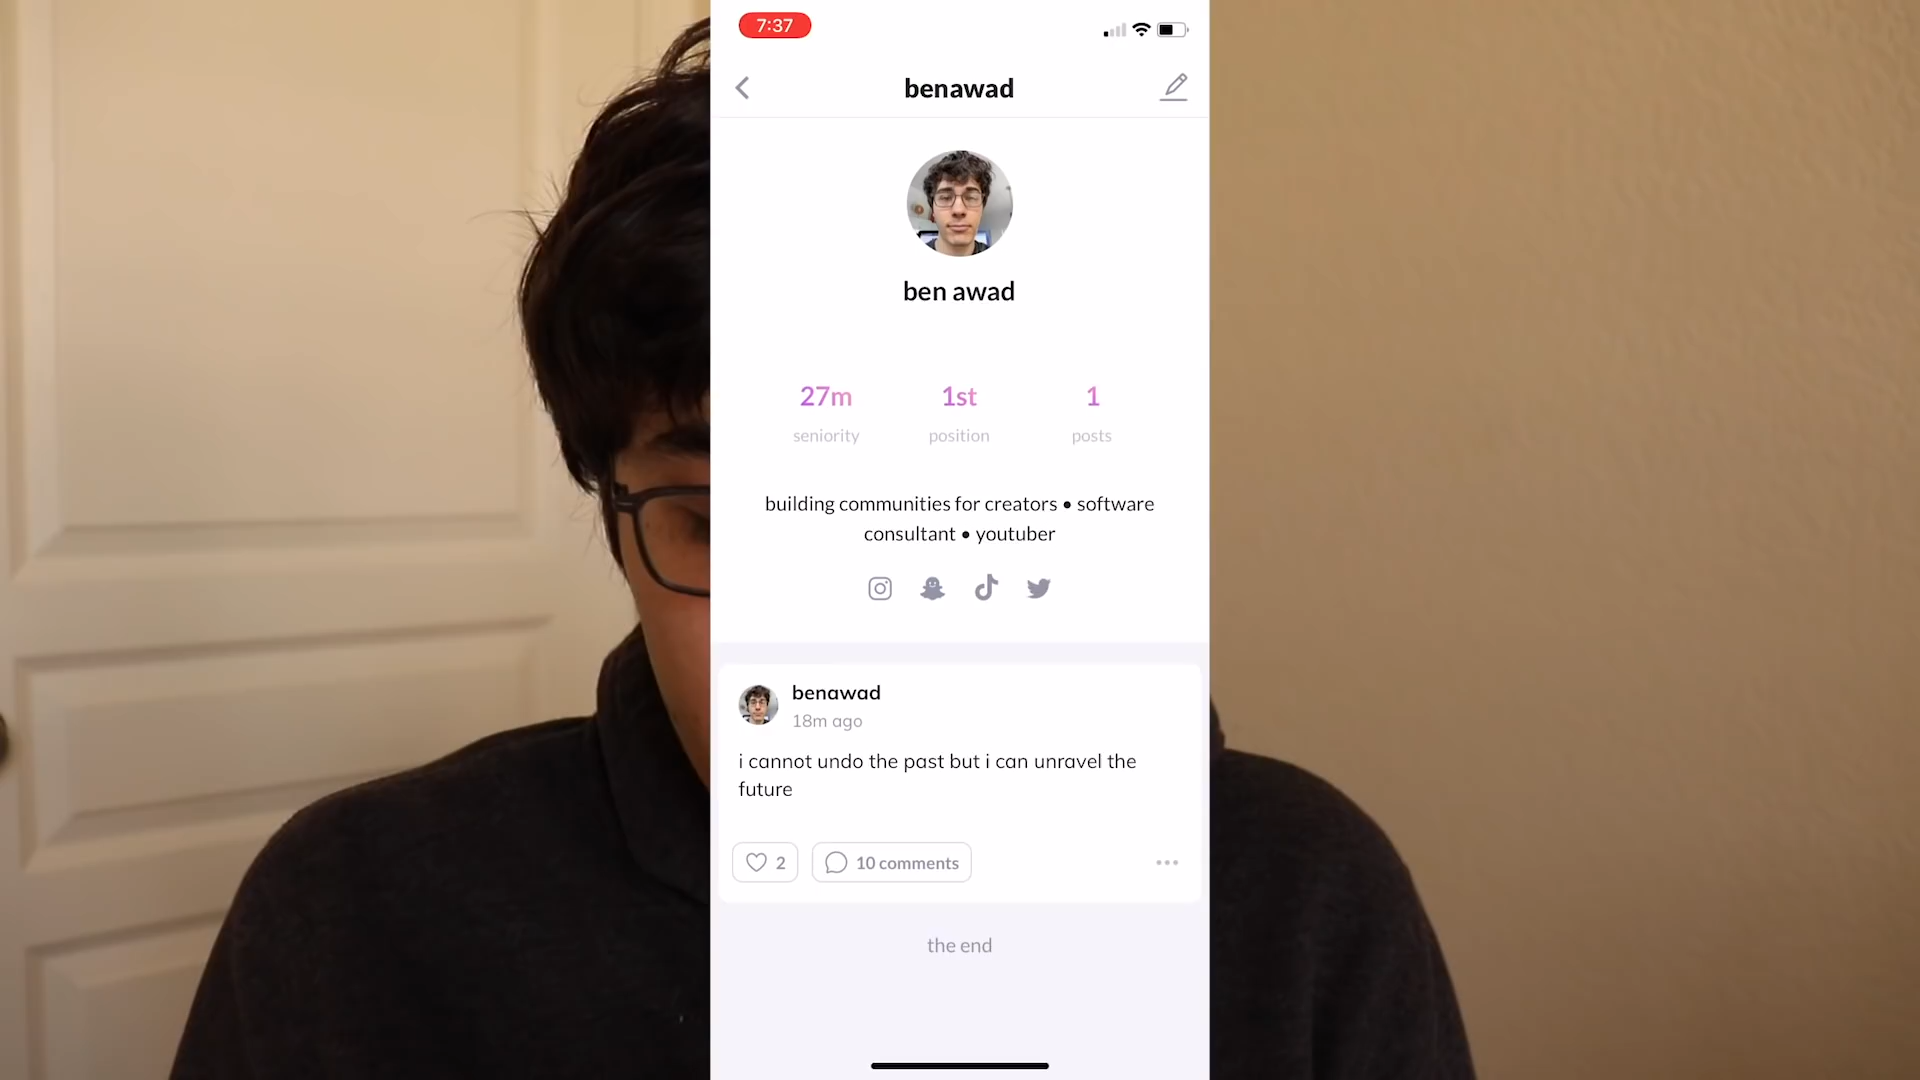 7:37
benawad
ben awad
27m
1st
1
seniority
position
posts
building communities for creators • software
consultant • youtuber
benawad
18m ago
i cannot undo the past but i can unravel the
future
2
10 comments
the end